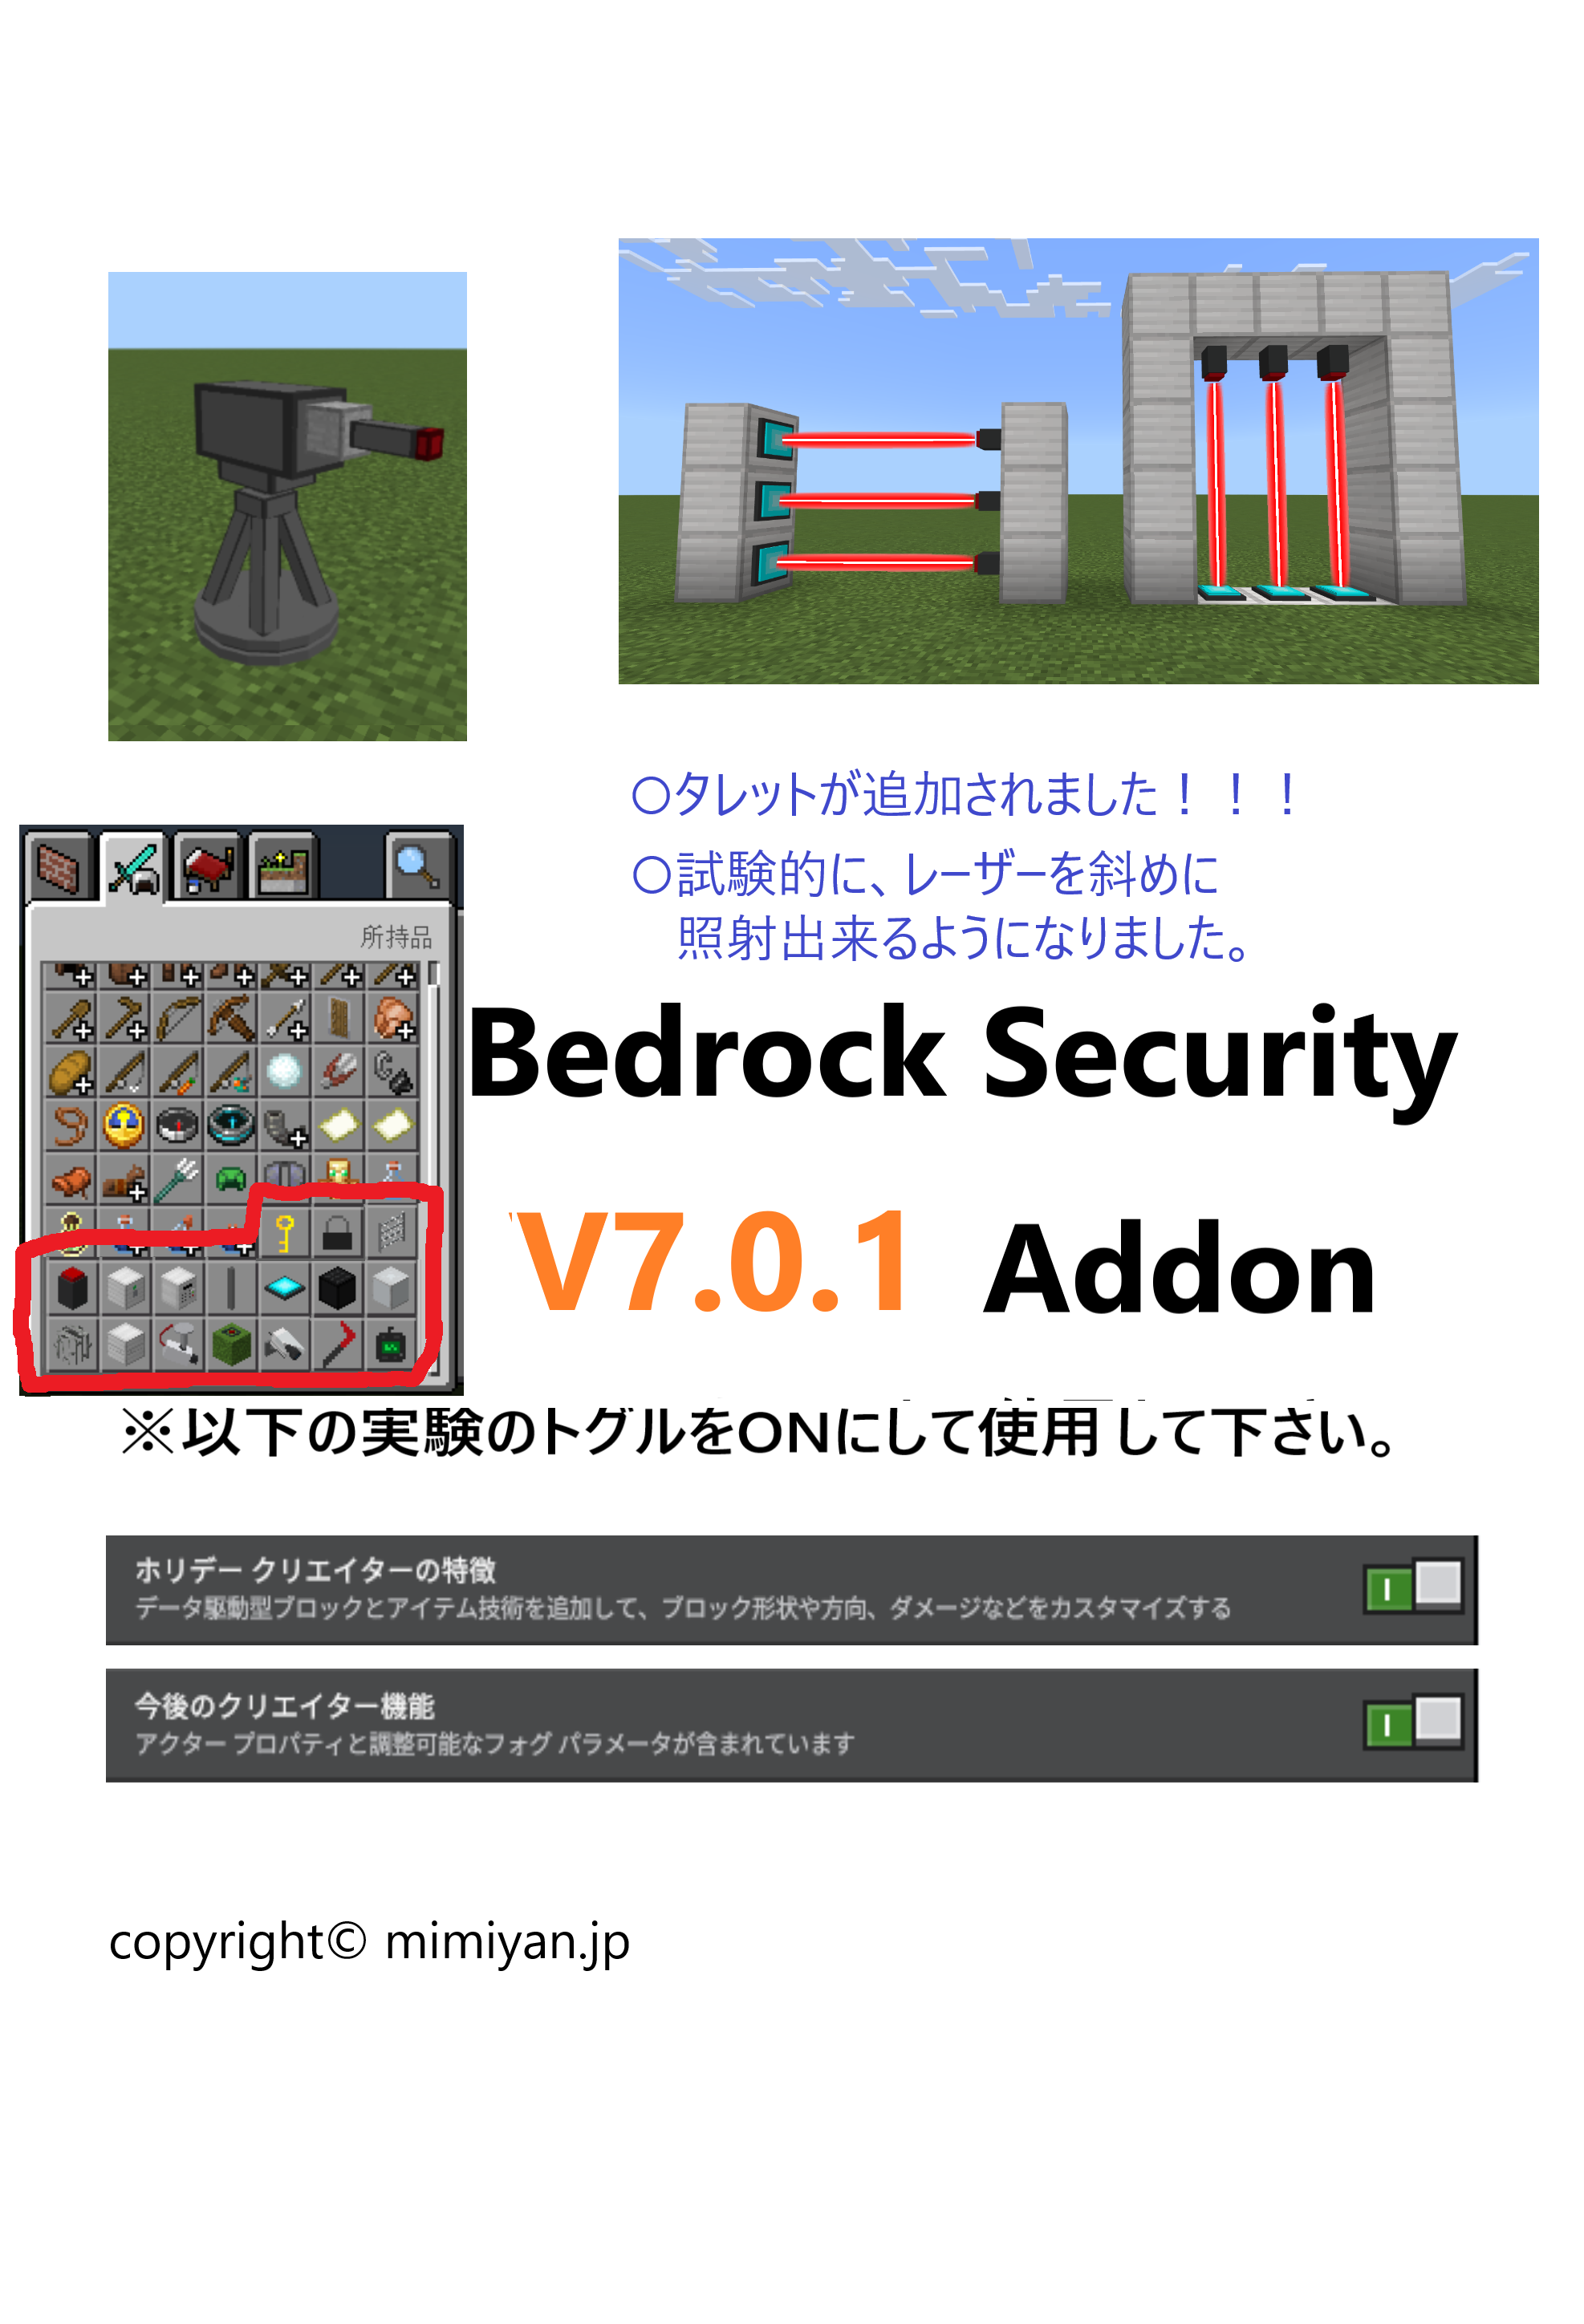 ○タレットが追加されました！！！
○試験的に、レーザーを斜めに
照射出来るようになりました。
所持品
Bedrock Security
V7.0.1 Addon
※以下の実験のトグルをONにして使用して下さい。
ホリデー クリエイターの特徴
データ駆動型ブロックとアイテム技術を追加して、ブロック形状や方向、ダメージなどをカスタマイズする
今後のクリエイター機能
アクター プロパティと調整可能なフォグ パラメータが含まれています
copyright© mimiyan.jp